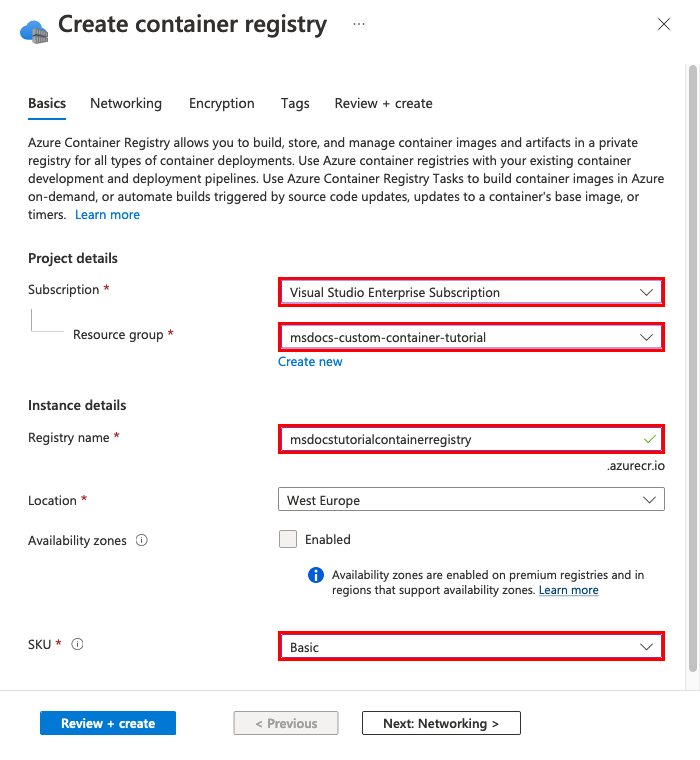 Create container registry ...
Basics Networking Encryption Tags Review + create
Azure Container Registry allows you to build, store, and manage container images and artifacts in a private
registry for all types of container deployments. Use Azure container registries with your existing container
development and deployment pipelines. Use Azure Container Registry Tasks to build container images in Azure
on-demand, or automate builds triggered by source code updates, updates to a container's base image, or
timers. Learn more
Project details
Subscription * Visual Studio Enterprise Subscription
Resource group * msdocs-custom-container-tutorial
Create new
Instance details
Registry name * msdocstutorialcontainerregistry
.azurecr.io
Location * West Europe
Availability zones Enabled
Availability zones are enabled on premium registries and in
regions that support availability zones. Learn more
SKU * Basic
Review + create < Previous Next: Networking >